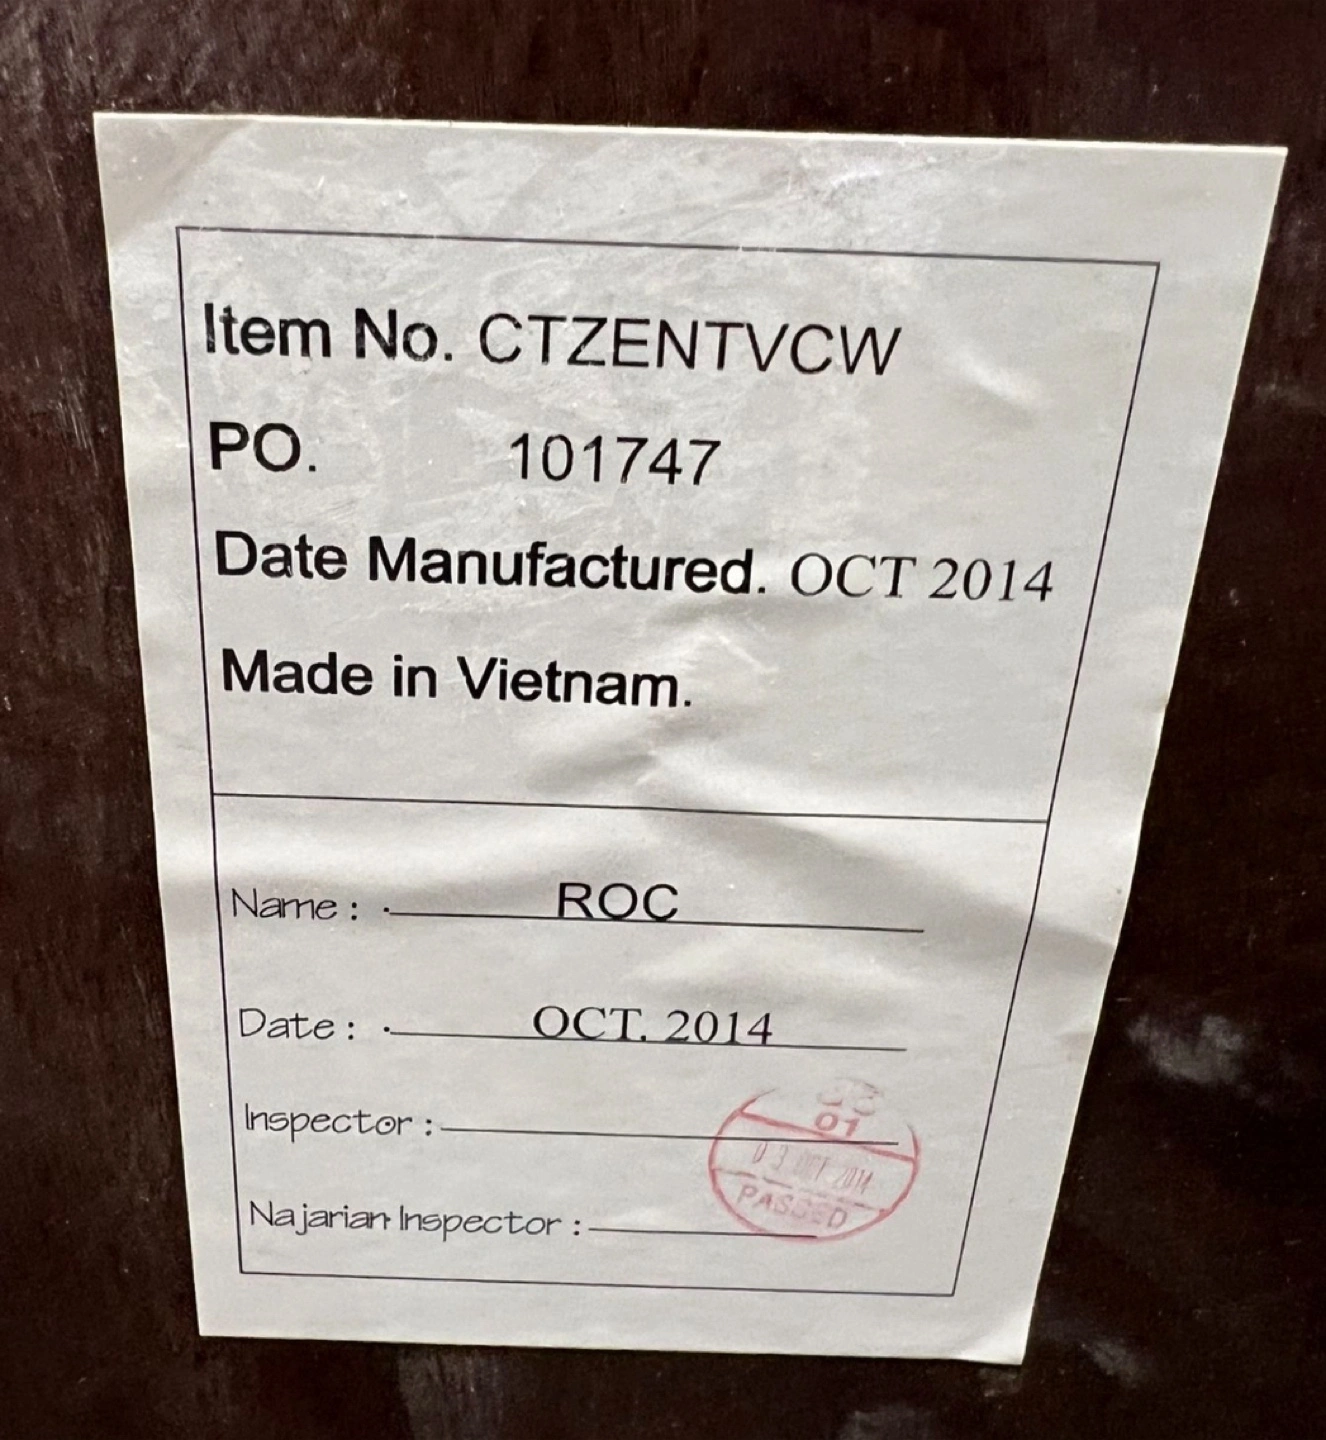 Item No. CTZENTVCW
PO. 101747
Date Manufactured. OCT 2014
Made in Vietnam.
Name : ROC
Date : OCT. 2014
Inspector :
01
03 OCT 2014
PASSED
Najarian Inspector :